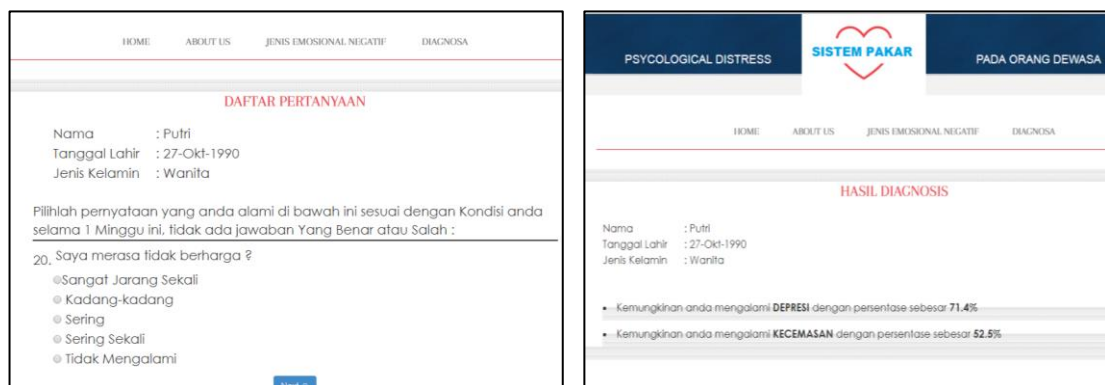 HOME ABOUT US JENIS EMOSIONAL NEGATIF DIAGNOSA
DAFTAR PERTANYAAN
Nama : Putri
Tanggal Lahir : 27-Okt-1990
Jenis Kelamin : Wanita
Pilihlah pernyataan yang anda alami di bawah ini sesuai dengan Kondisi anda
selama 1 Minggu ini, tidak ada jawaban Yang Benar atau Salah :
20. Saya merasa tidak berharga ?
Sangat Jarang Sekali
Kadang-kadang
Sering
Sering Sekali
Tidak Mengalami
PSYCOLOGICAL DISTRESS
SISTEM PAKAR
PADA ORANG DEWASA
HOME ABOUT US JENIS EMOSIONAL NEGATIF DIAGNOSA
HASIL DIAGNOSIS
Nama : Putri
Tanggal Lahir : 27-Okt-1990
Jenis Kelamin : Wanita
• Kemungkinan anda mengalami DEPRESI dengan persentase sebesar 71.4%
• Kemungkinan anda mengalami KECEMASAN dengan persentase sebesar 52.5%